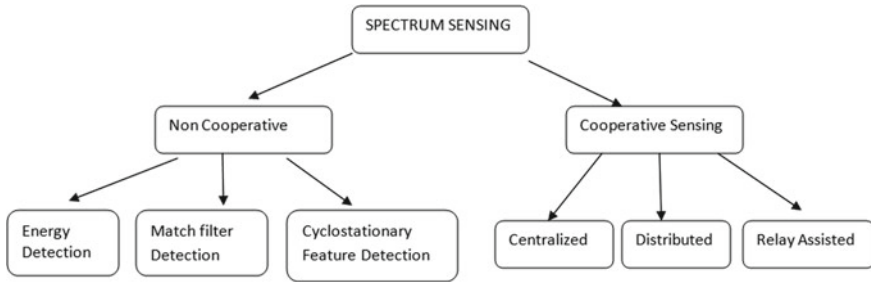 SPECTRUM SENSING
Non Cooperative
Cooperative Sensing
Energy
Detection
Match filter
Detection
Cyclostationary
Feature Detection
Centralized
Distributed
Relay Assisted